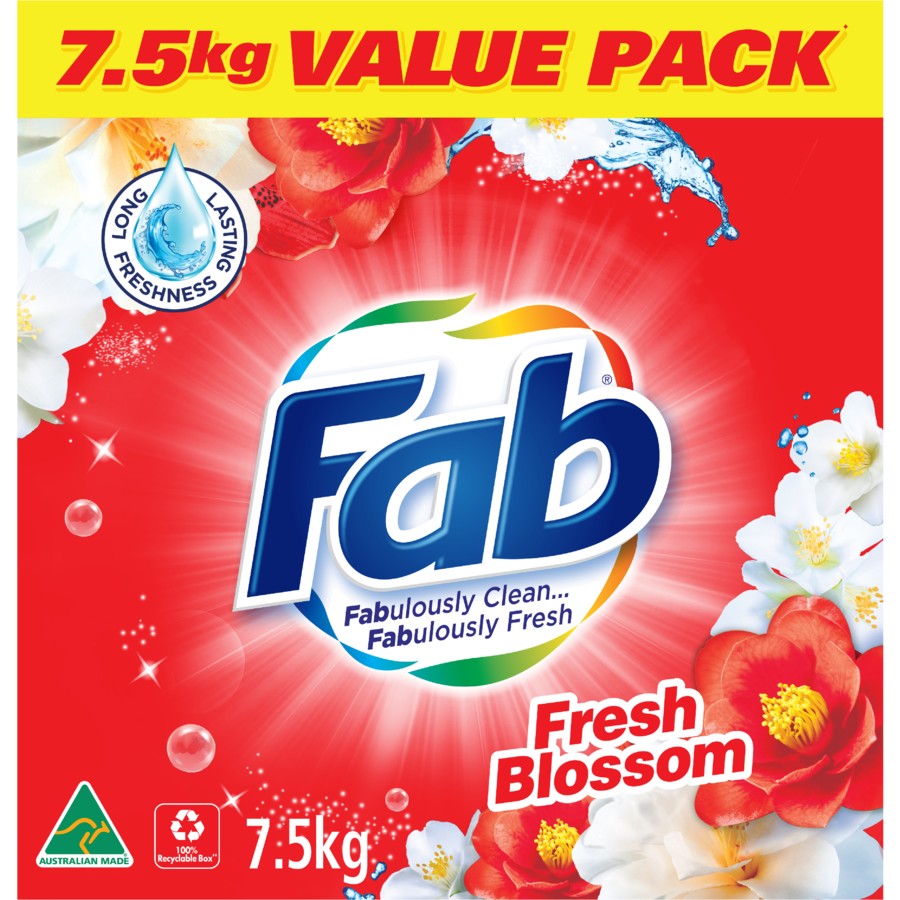 7.5kg VALUE PACK
LONG LASTING
FRESHNESS
Fab®
Fabulously Clean...
Fabulously Fresh
Fresh
Blossom
AUSTRALIAN MADE
100%
Recyclable Box**
7.5kg